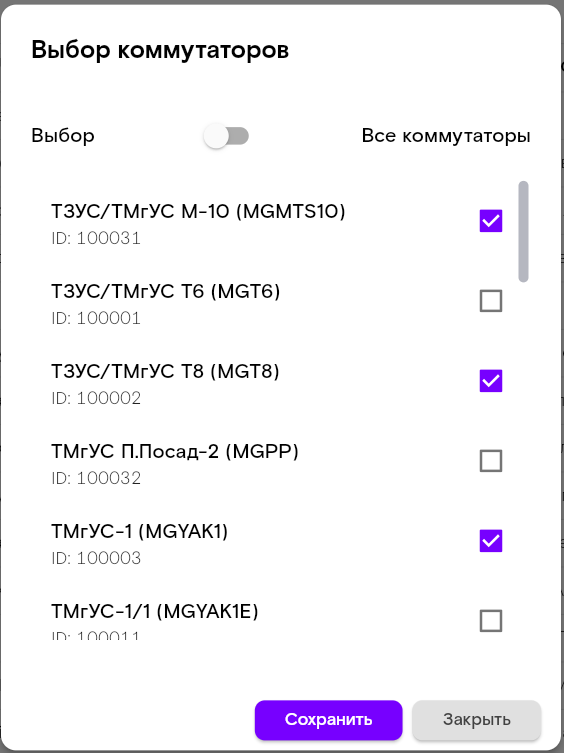 Выбор коммутаторов
Выбор
Все коммутаторы
ТЗУС/ТМгУС М-10 (MGMTS10)
ID: 100031
ТЗУС/ТМгУС Т6 (MGT6)
ID: 100001
ТЗУС/ТМгУС Т8 (MGT8)
ID: 100002
ТМгУС П.Посад-2 (MGPP)
ID: 100032
ТМгУС-1 (MGYAK1)
ID: 100003
ТМгУС-1/1 (MGYAK1E)
ID: 100011
Сохранить
Закрыть